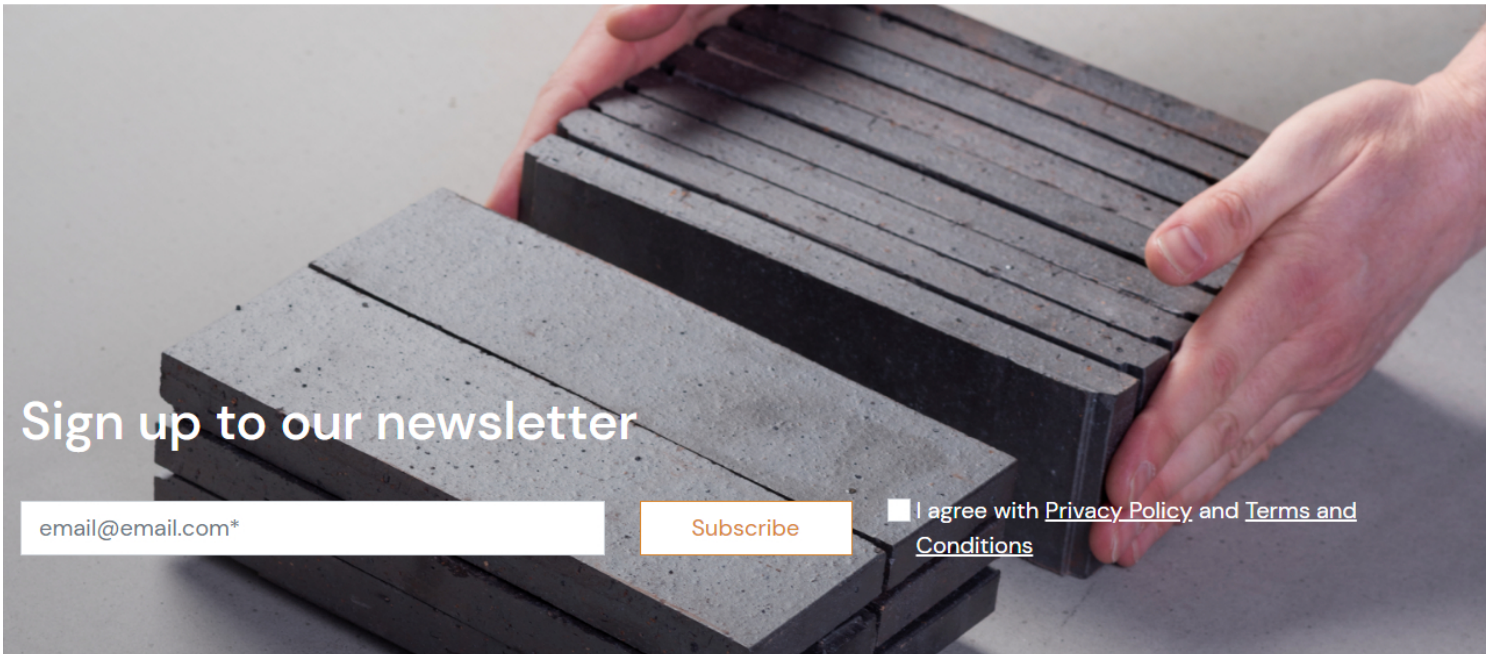 Sign up to our newsletter
email@email.com*
Subscribe
I agree with Privacy Policy and Terms and
Conditions